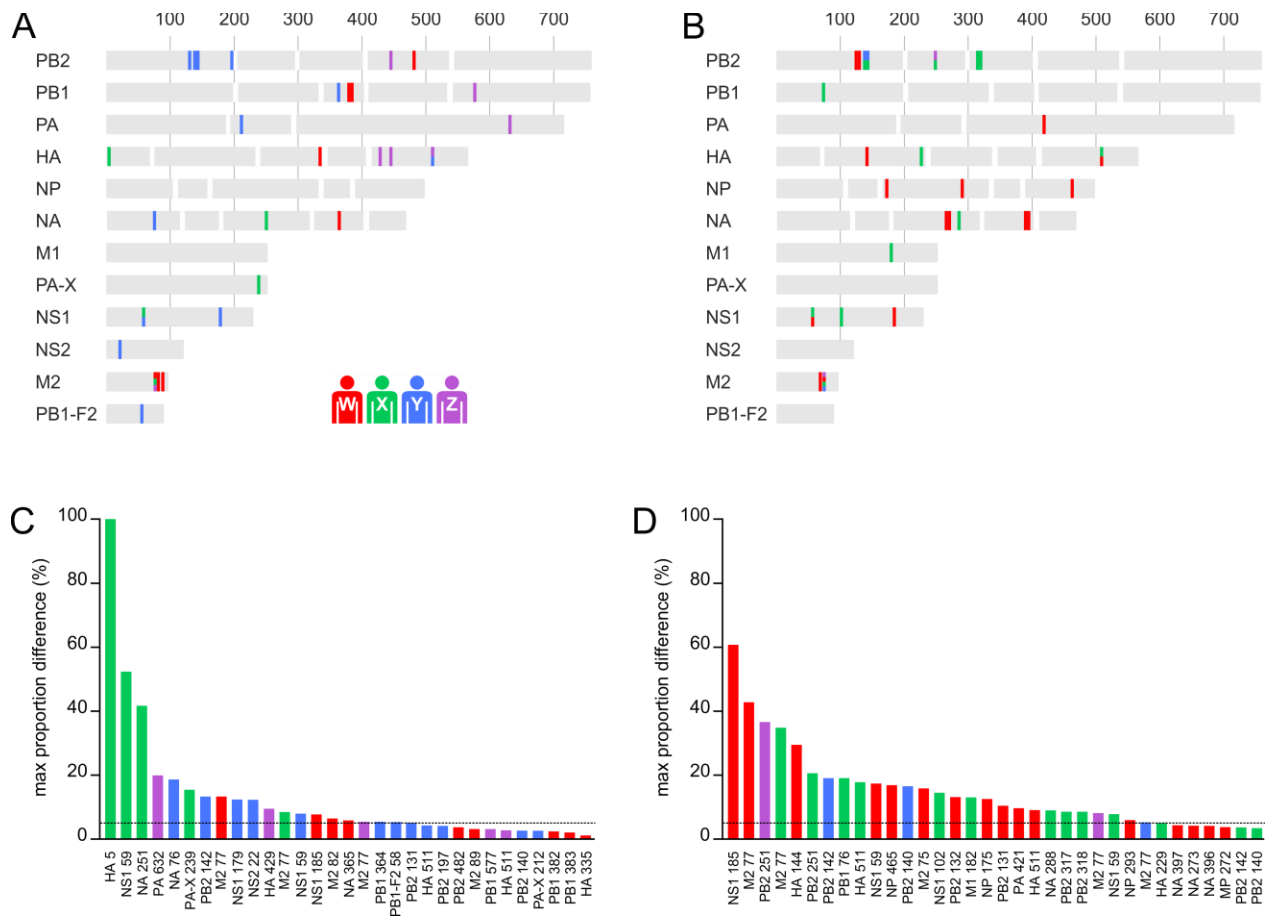 A
100 200 300 400 500 600 700
PB2
PB1
PA
HA
NP
NA
M1
PA-X
NS1
NS2
M2
PB1-F2
W X Y Z
B
100 200 300 400 500 600 700
PB2
PB1
PA
HA
NP
NA
M1
PA-X
NS1
NS2
M2
PB1-F2
C
max proportion difference (%)
100
80
60
40
20
0
HA 5
NS1 59
NA 251
PA 632
NA 76
PA-X 239
PB2 142
M2 77
NS1 179
NS2 22
HA 429
M2 77
NS1 59
NS1 185
M2 82
NA 365
M2 77
PB1 364
PB1-F2 58
PB2 131
HA 511
PB2 197
PB2 482
M2 89
PB1 577
HA 511
PB2 140
PA-X 212
PB1 382
PB1 383
HA 335
D
max proportion difference (%)
100
80
60
40
20
0
NS1 185
M2 77
PB2 251
M2 77
HA 144
PB2 251
PB2 142
PB1 76
HA 511
NS1 59
NP 465
PB2 140
M2 75
NS1 102
PB2 132
M1 182
NP 175
PB2 131
PA 421
HA 511
NA 288
PB2 317
PB2 318
M2 77
NS1 59
NP 293
M2 77
HA 229
NA 397
NA 273
NA 396
MP 272
PB2 142
PB2 140